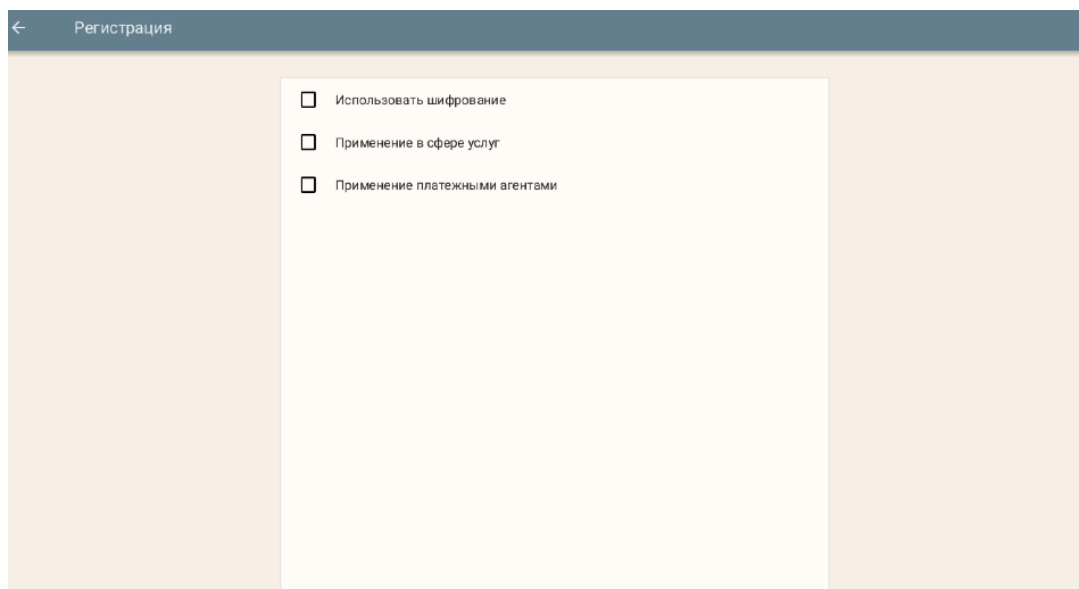 Регистрация
Использовать шифрование
Применение в сфере услуг
Применение платежными агентами